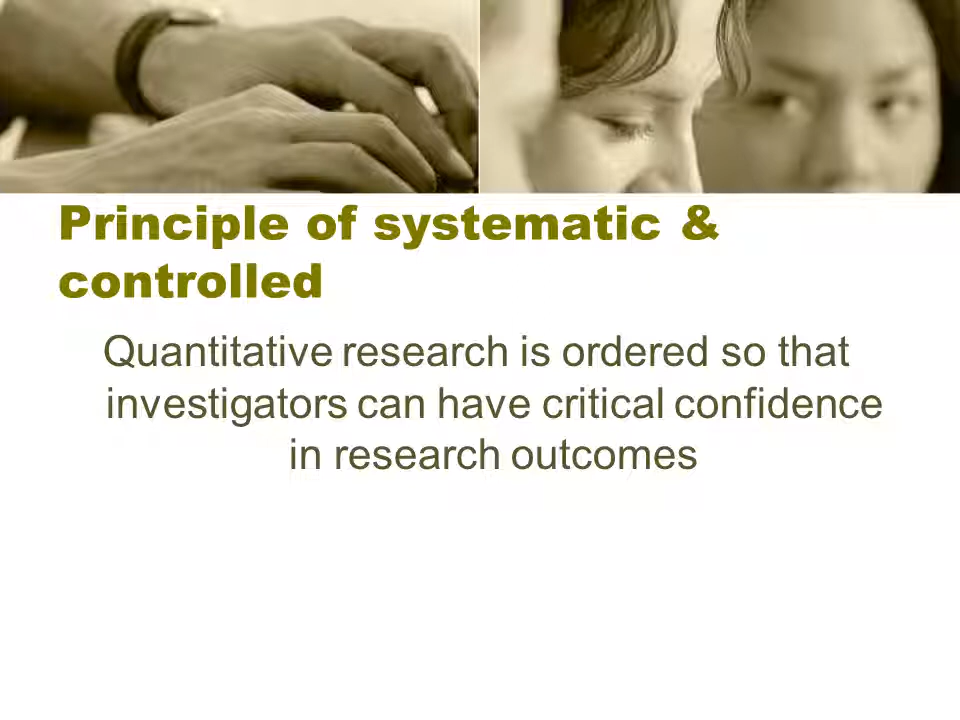 Principle of systematic &
controlled
Quantitative research is ordered so that
investigators can have critical confidence
in research outcomes